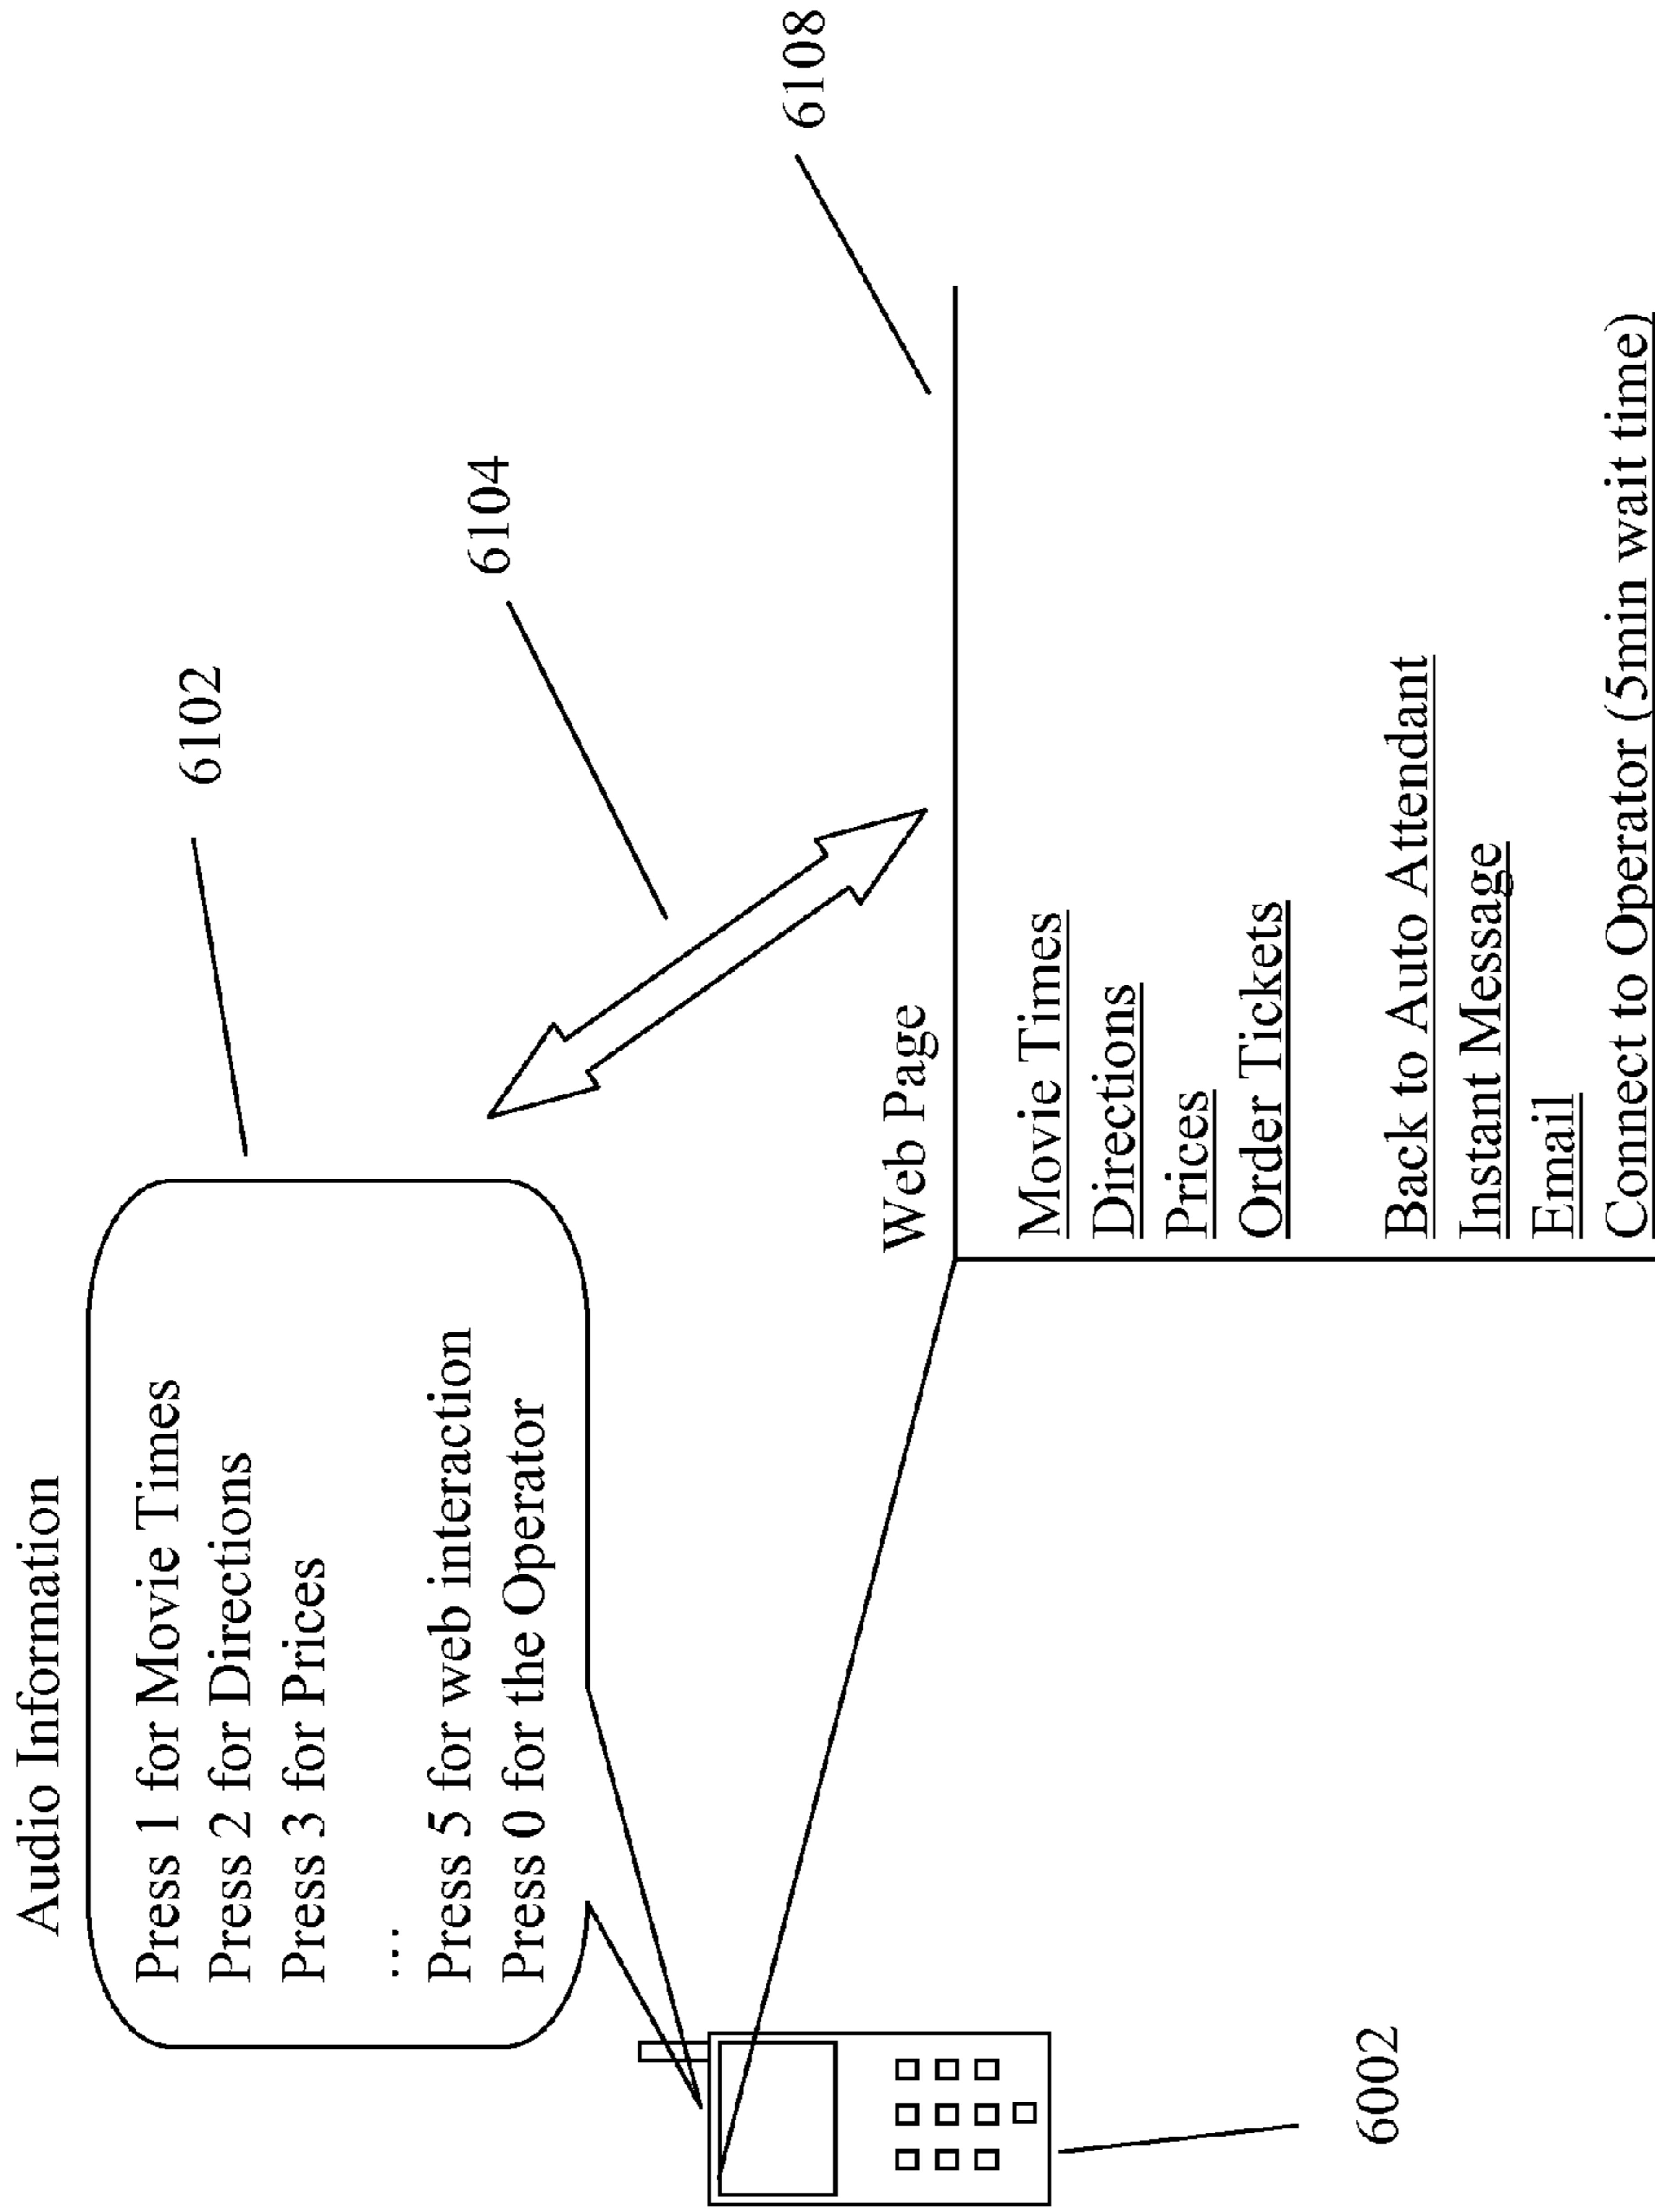 Audio Information
Press 1 for Movie Times
Press 2 for Directions
Press 3 for Prices
...
Press 5 for web interaction
Press 0 for the Operator
6102
6104
6108
Web Page
Movie Times
Directions
Prices
Order Tickets
Back to Auto Attendant
Instant Message
Email
Connect to Operator (5min wait time)
6002